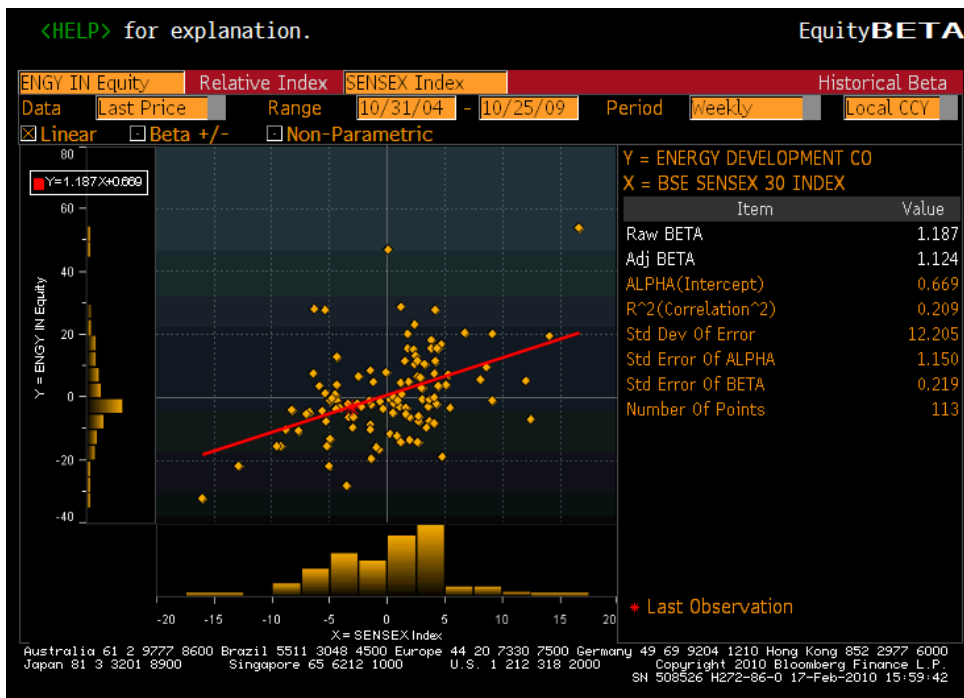 <HELP> for explanation. EquityBETA
ENGY IN Equity Relative Index SENSEX Index Historical Beta
Data Last Price Range 10/31/04 - 10/25/09 Period Weekly Local CCY
Linear Beta +/- Non-Parametric
Y = ENERGY DEVELOPMENT CO
X = BSE SENSEX 30 INDEX
Item Value
Raw BETA 1.187
Adj BETA 1.124
ALPHA(Intercept) 0.669
R^2(Correlation^2) 0.209
Std Dev Of Error 12.205
Std Error Of ALPHA 1.150
Std Error Of BETA 0.219
Number Of Points 113
* Last Observation
80
Y=1.187X+0.669
60
40
20
0
-20
-40
Y = ENGY IN Equity
-20 -15 -10 -5 0 5 10 15 20
X = SENSEX Index
Australia 61 2 9777 8600 Brazil 5511 3048 4500 Europe 44 20 7330 7500 Germany 49 69 9204 1210 Hong Kong 852 2977 6000
Japan 81 3 3201 8900 Singapore 65 6212 1000 U.S. 1 212 318 2000 Copyright 2010 Bloomberg Finance L.P.
SN 508526 H272-86-0 17-Feb-2010 15:59:42